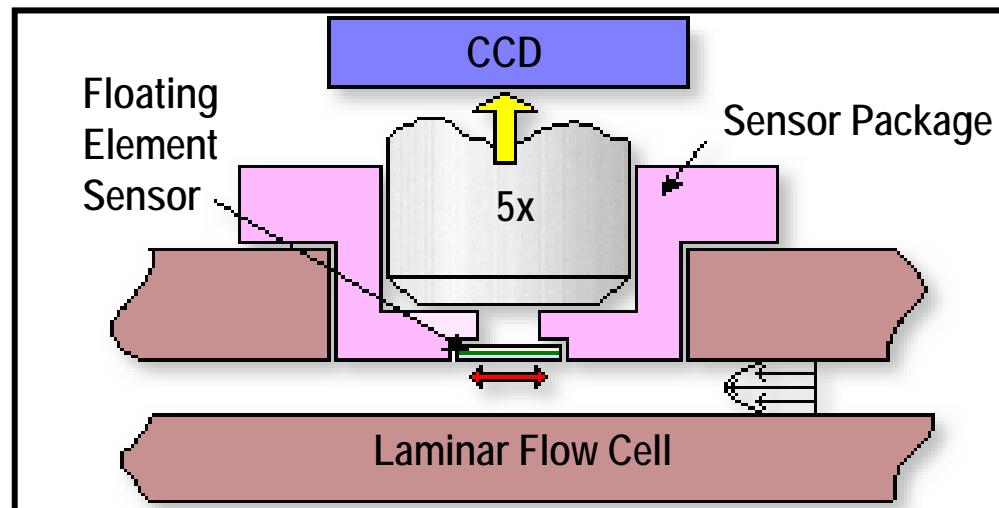 CCD
Floating
Element
Sensor
Sensor Package
5x
Laminar Flow Cell